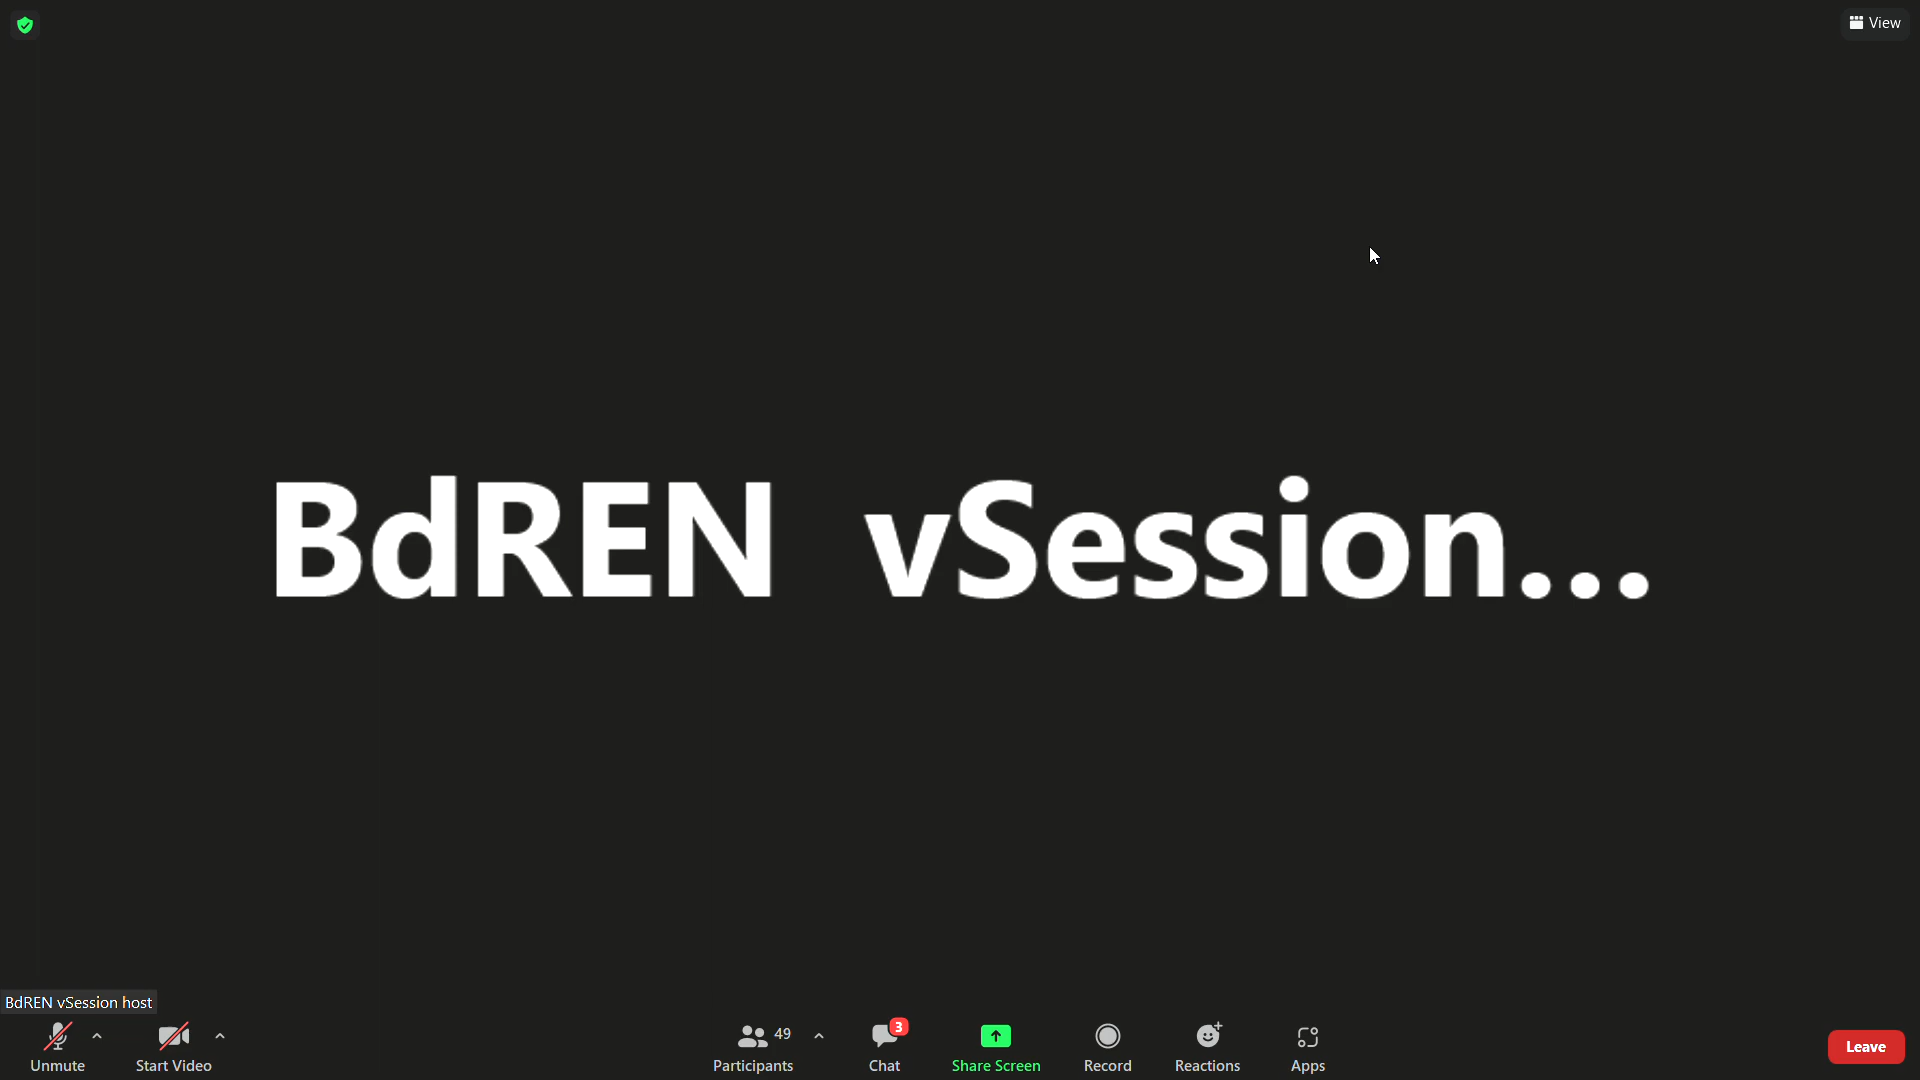 View
BdREN vSession...
BdREN vSession host
Unmute
Start Video
49
Participants
3
Chat
Share Screen
Record
Reactions
Apps
Leave